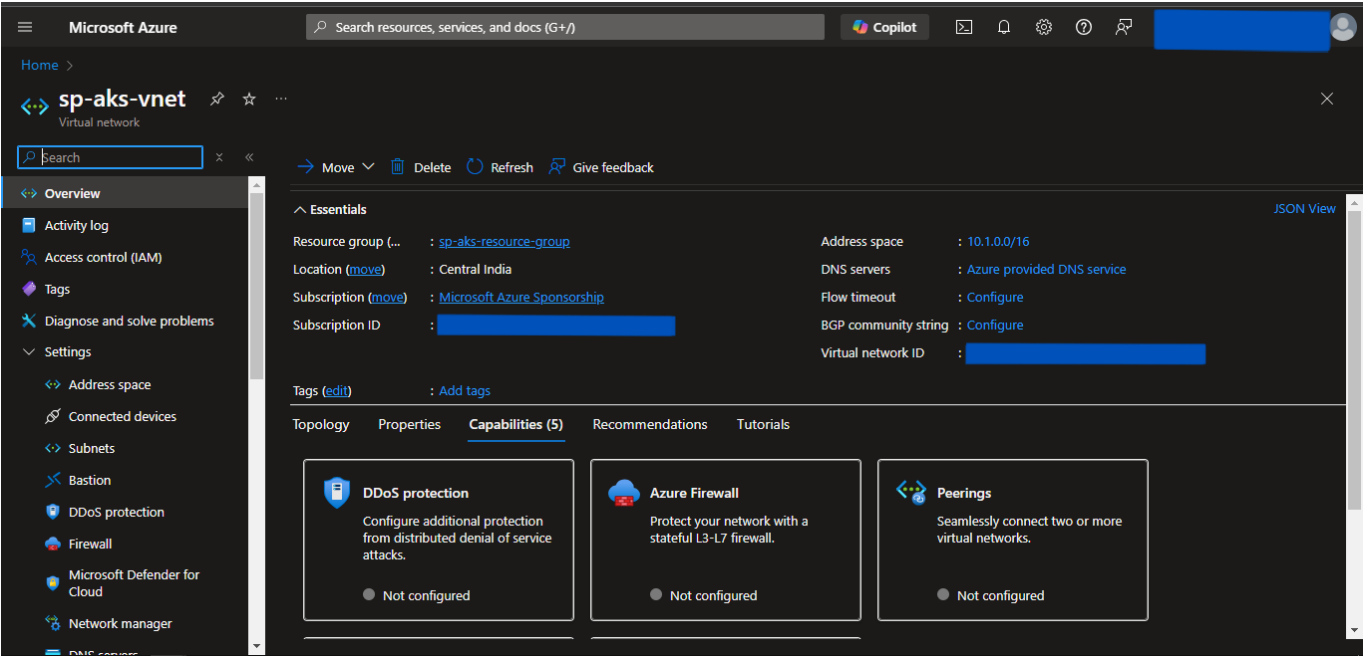 Microsoft Azure
Search resources, services, and docs (G+/)
Copilot
Home >
sp-aks-vnet
Virtual network
Search
Move
Delete
Refresh
Give feedback
Overview
Activity log
Access control (IAM)
Tags
Diagnose and solve problems
Settings
Address space
Connected devices
Subnets
Bastion
DDoS protection
Firewall
Microsoft Defender for
Cloud
Network manager
DNS servers
Essentials
JSON View
Resource group (... : sp-aks-resource-group
Location (move) : Central India
Subscription (move) : Microsoft Azure Sponsorship
Subscription ID :
Address space : 10.1.0.0/16
DNS servers : Azure provided DNS service
Flow timeout : Configure
BGP community string : Configure
Virtual network ID :
Tags (edit) : Add tags
Topology
Properties
Capabilities (5)
Recommendations
Tutorials
DDoS protection
Configure additional protection
from distributed denial of service
attacks.
Not configured
Azure Firewall
Protect your network with a
stateful L3-L7 firewall.
Not configured
Peerings
Seamlessly connect two or more
virtual networks.
Not configured